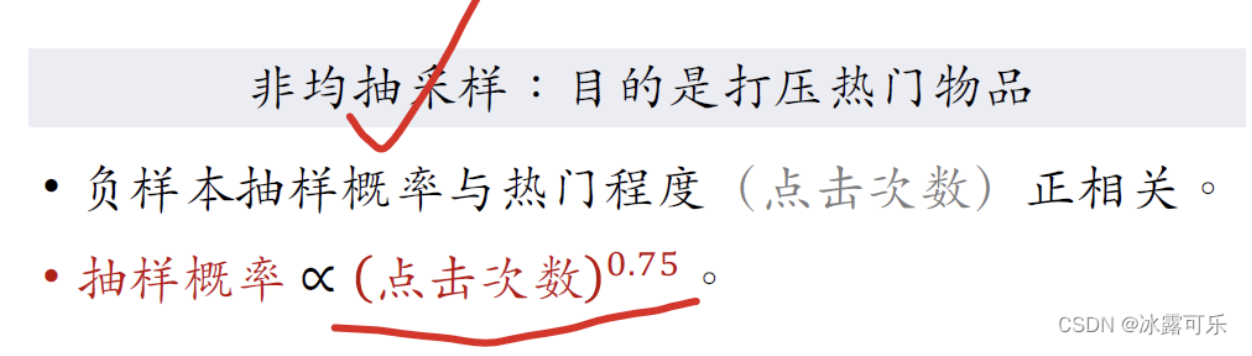 非均抽采样：目的是打压热门物品
• 负样本抽样概率与热门程度（点击次数）正相关。
• 抽样概率 ∝ (点击次数)^0.75。
CSDN @冰露可乐